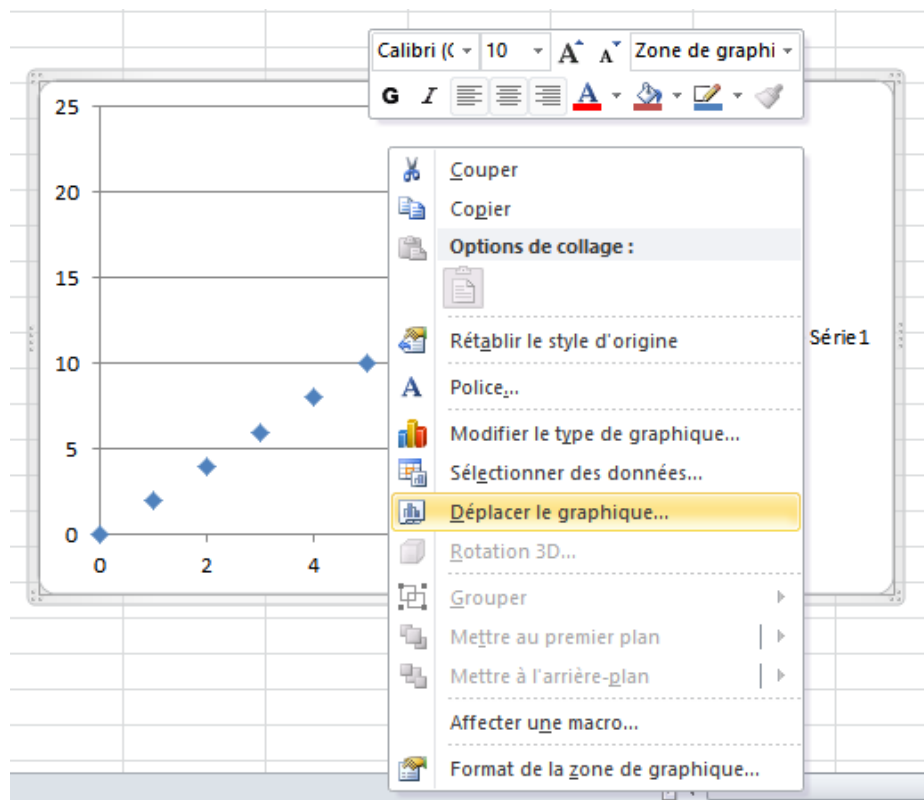 Calibri (C 10 A A Zone de graphi
G I A
25
20
15
10
5
0
0 2 4
Série1
Couper
Copier
Options de collage :
Rétablir le style d'origine
A Police...
Modifier le type de graphique...
Sélectionner des données...
Déplacer le graphique...
Rotation 3D...
Grouper
Mettre au premier plan
Mettre à l'arrière-plan
Affecter une macro...
Format de la zone de graphique...